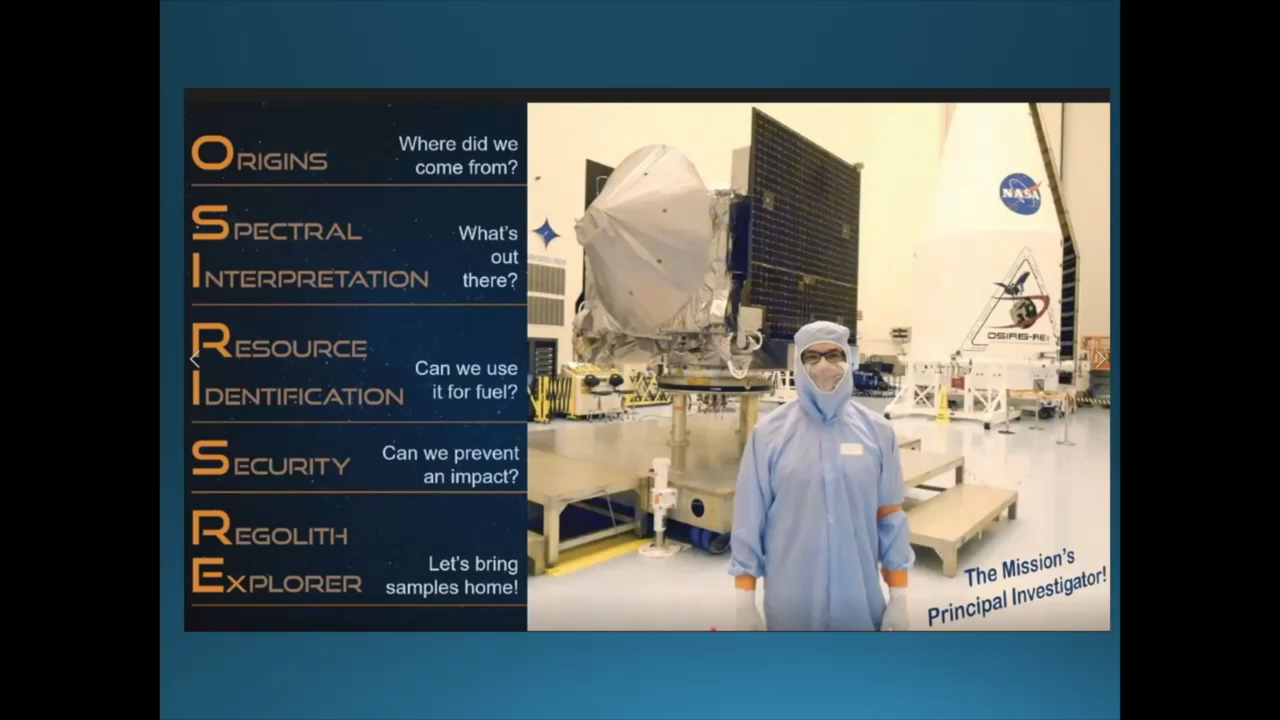 ORIGINS
Where did we
come from?
SPECTRAL
INTERPRETATION
What's
out
there?
RESOURCE
IDENTIFICATION
Can we use
it for fuel?
SECURITY
Can we prevent
an impact?
REGOLITH
EXPLORER
Let's bring
samples home!
NASA
OSIRIS-REx
The Mission's
Principal Investigator!